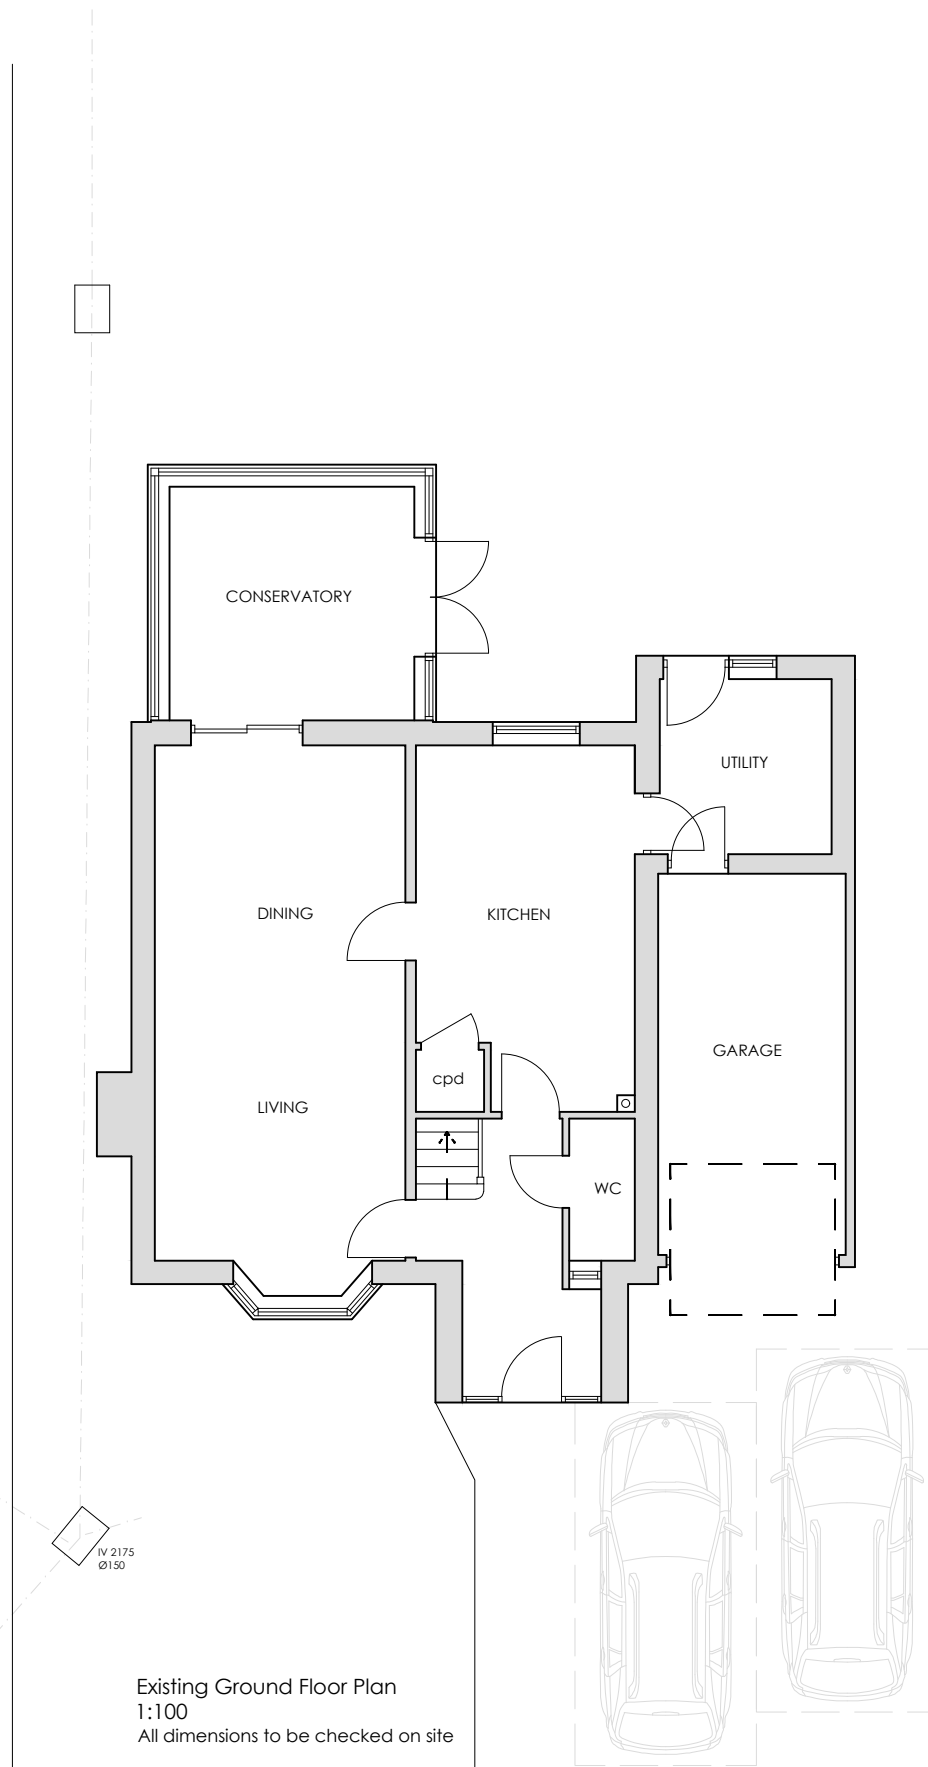 CONSERVATORY
UTILITY
DINING
KITCHEN
GARAGE
cpd
LIVING
WC
IV 2175
Ø150
Existing Ground Floor Plan
1:100
All dimensions to be checked on site